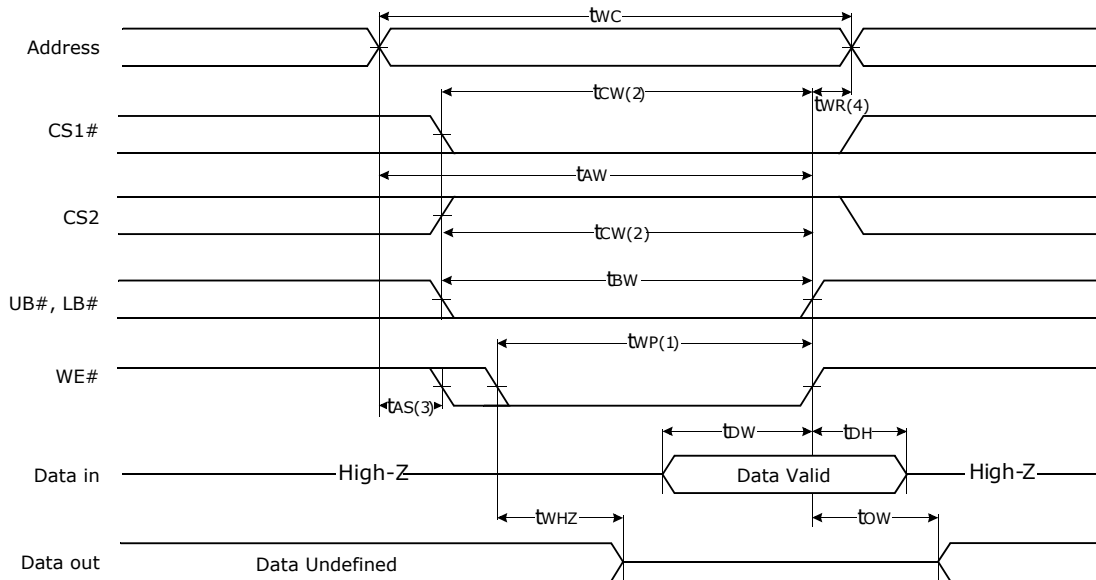 tWC
Address
tCW(2)
tWR(4)
CS1#
tAW
CS2
tCW(2)
tBW
UB#, LB#
tWP(1)
WE#
tAS(3)
tDW
tDH
Data in
High-Z
Data Valid
High-Z
tWHZ
tOW
Data out
Data Undefined